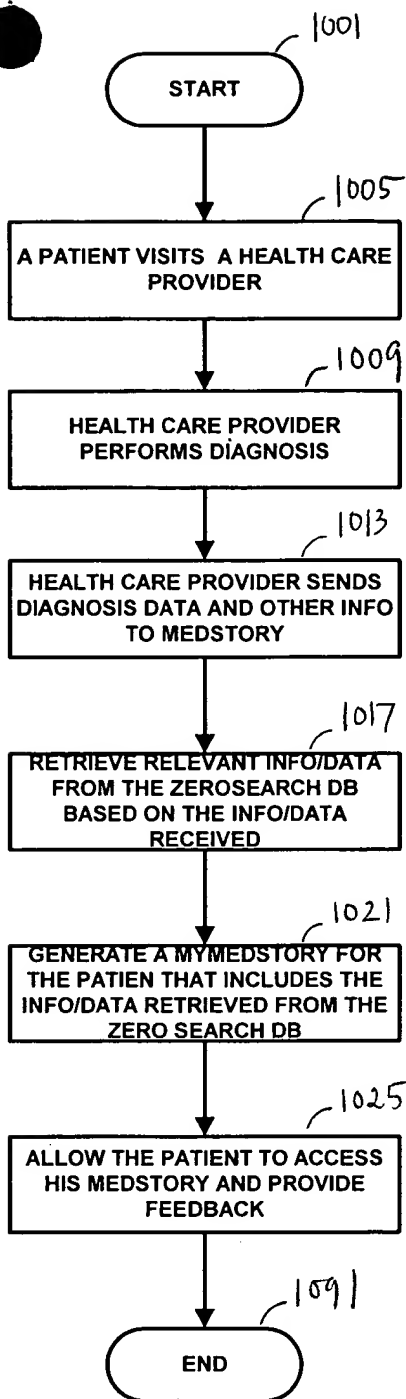 1001
START
1005
A PATIENT VISITS A HEALTH CARE
PROVIDER
1009
HEALTH CARE PROVIDER
PERFORMS DIAGNOSIS
1013
HEALTH CARE PROVIDER SENDS
DIAGNOSIS DATA AND OTHER INFO
TO MEDSTORY
1017
RETRIEVE RELEVANT INFO/DATA
FROM THE ZEROSEARCH DB
BASED ON THE INFO/DATA
RECEIVED
1021
GENERATE A MYMEDSTORY FOR
THE PATIEN THAT INCLUDES THE
INFO/DATA RETRIEVED FROM THE
ZERO SEARCH DB
1025
ALLOW THE PATIENT TO ACCESS
HIS MEDSTORY AND PROVIDE
FEEDBACK
1091
END